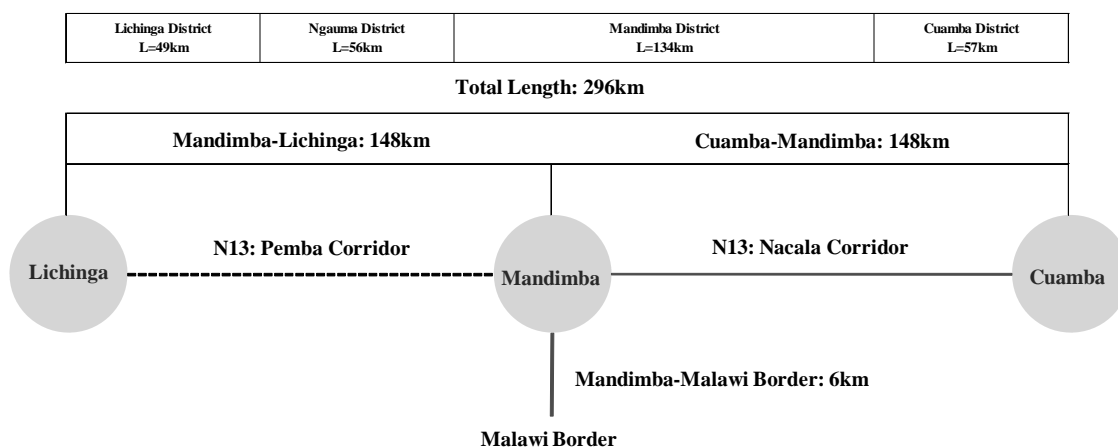 Lichinga District
L=49km
Ngauma District
L=56km
Mandimba District
L=134km
Cuamba District
L=57km
Total Length: 296km
Mandimba-Lichinga: 148km
Cuamba-Mandimba: 148km
N13: Pemba Corridor
N13: Nacala Corridor
Lichinga
Mandimba
Cuamba
Mandimba-Malawi Border: 6km
Malawi Border